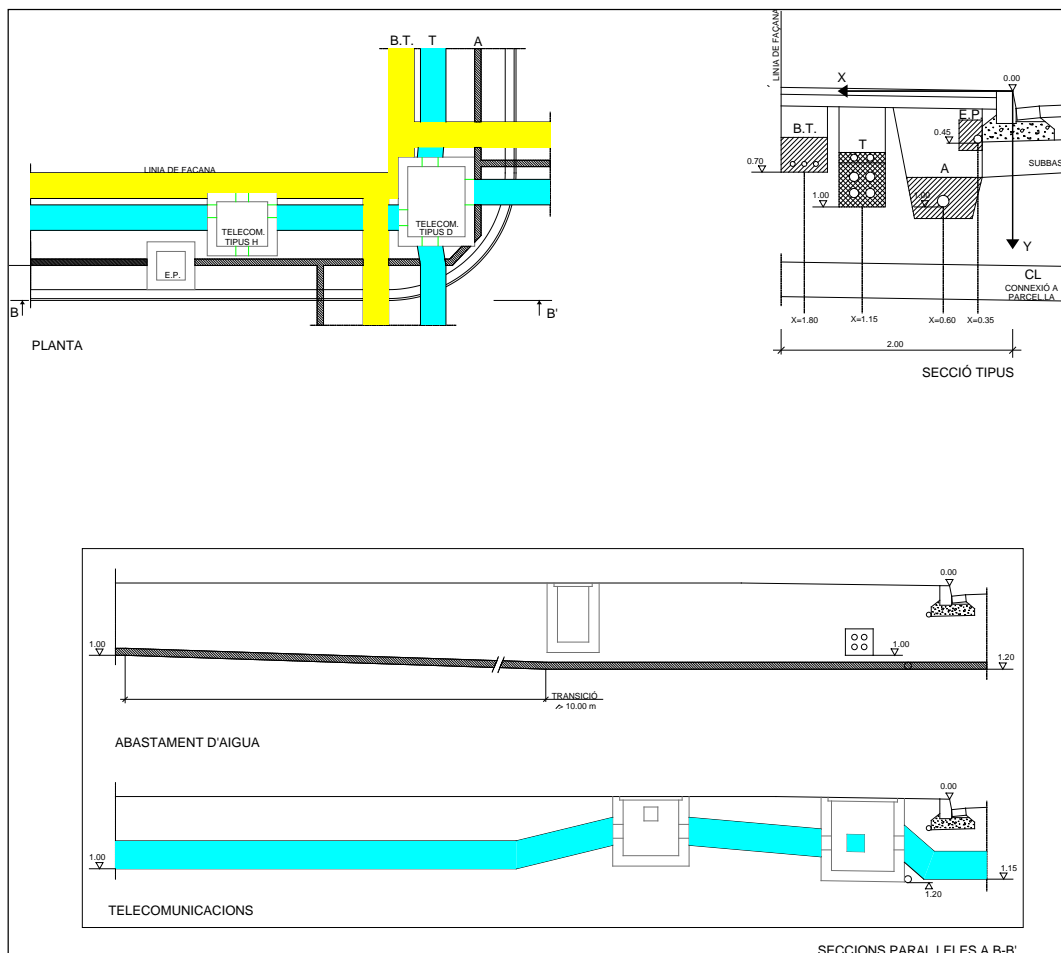 B.T. T A
LINIA DE FAÇANA
TELECOM.
TIPUS H
TELECOM.
TIPUS D
E.P.
B B'
PLANTA
LINIA DE FAÇANA
X
0.00
B.T.
T
E.P.
0.45
0.70
A
SUBBAS
1.00
1.00
Y
CL
CONNEXIÓ A
PARCEL.LA
X=1.80 X=1.15 X=0.60 X=0.35
2.00
SECCIÓ TIPUS
0.00
1.00
1.00
1.20
TRANSICIÓ
> 10.00 m
ABASTAMENT D'AIGUA
0.00
1.00
1.15
1.20
TELECOMUNICACIONS
SECCIONS PARAL.LELES A B-B'